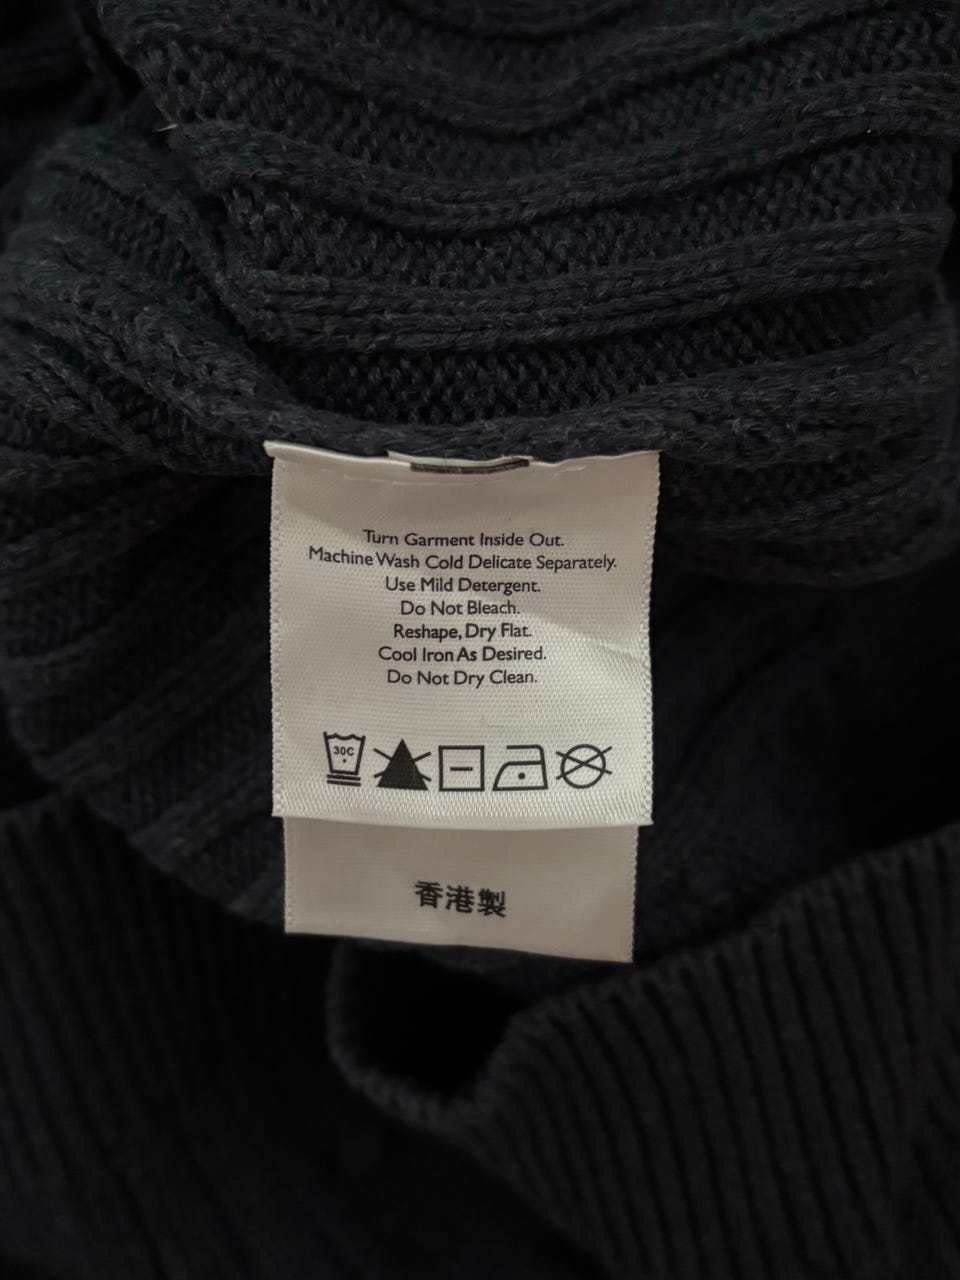 Turn Garment Inside Out.
Machine Wash Cold Delicate Separately.
Use Mild Detergent.
Do Not Bleach.
Reshape, Dry Flat.
Cool Iron As Desired.
Do Not Dry Clean.
30C
香港製